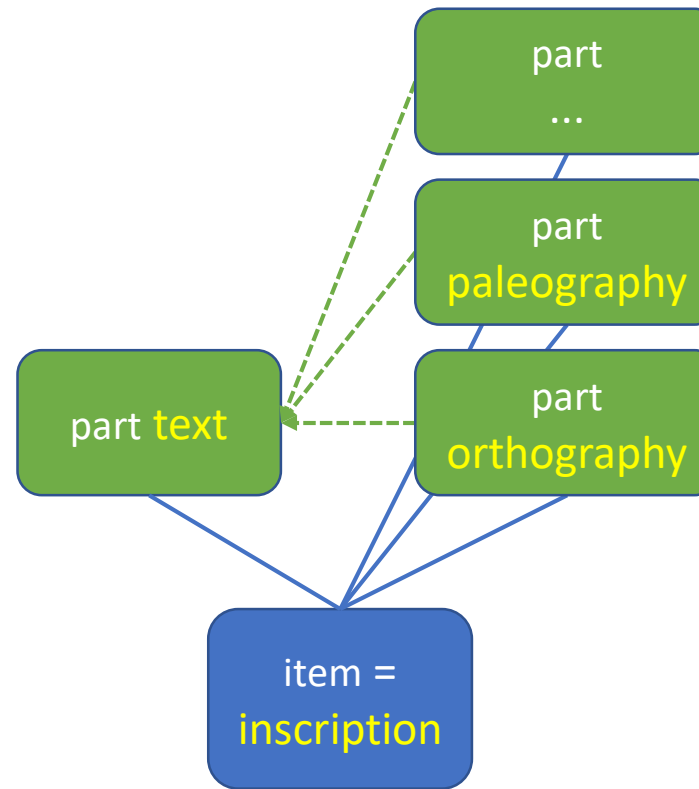 part
...
part
paleography
part text
part
orthography
item =
inscription